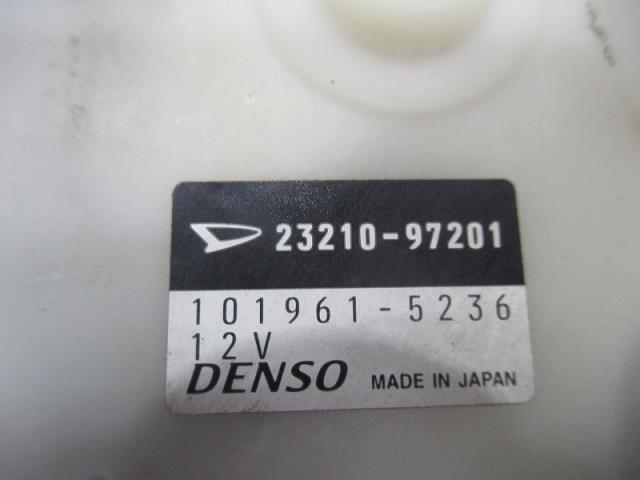 23210-97201
101961-5236
12V
DENSO MADE IN JAPAN